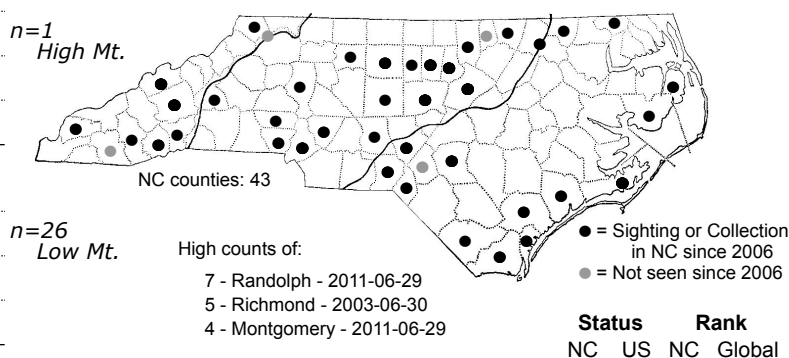 n=1
High Mt.
NC counties: 43
n=26
Low Mt.
High counts of:
7 - Randolph - 2011-06-29
5 - Richmond - 2003-06-30
4 - Montgomery - 2011-06-29
= Sighting or Collection
in NC since 2006
= Not seen since 2006
Status Rank
NC US NC Global